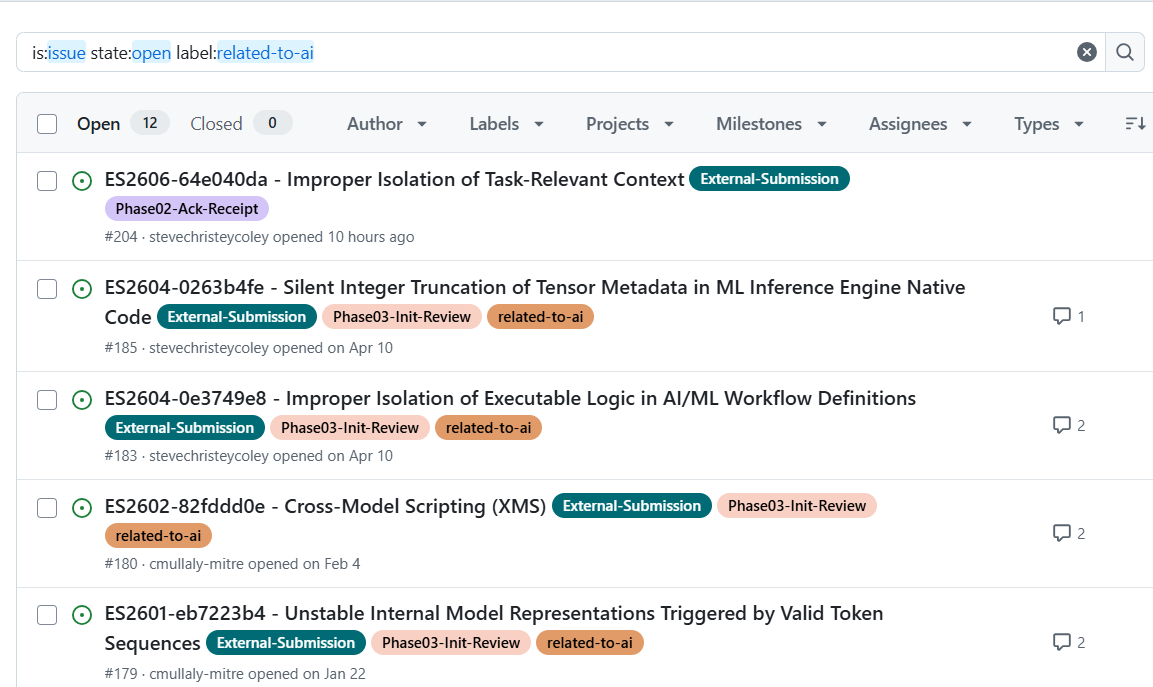 is:issue state:open label:related-to-ai
Open 12 Closed 0 Author Labels Projects Milestones Assignees Types
ES2606-64e040da - Improper Isolation of Task-Relevant Context External-Submission
Phase02-Ack-Receipt
#204 · stevechristeycoley opened 10 hours ago
ES2604-0263b4fe - Silent Integer Truncation of Tensor Metadata in ML Inference Engine Native
Code External-Submission Phase03-Init-Review related-to-ai
1
#185 · stevechristeycoley opened on Apr 10
ES2604-0e3749e8 - Improper Isolation of Executable Logic in AI/ML Workflow Definitions
External-Submission Phase03-Init-Review related-to-ai
2
#183 · stevechristeycoley opened on Apr 10
ES2602-82fddd0e - Cross-Model Scripting (XMS) External-Submission Phase03-Init-Review
related-to-ai
2
#180 · cmullaly-mitre opened on Feb 4
ES2601-eb7223b4 - Unstable Internal Model Representations Triggered by Valid Token
Sequences External-Submission Phase03-Init-Review related-to-ai
2
#179 · cmullaly-mitre opened on Jan 22